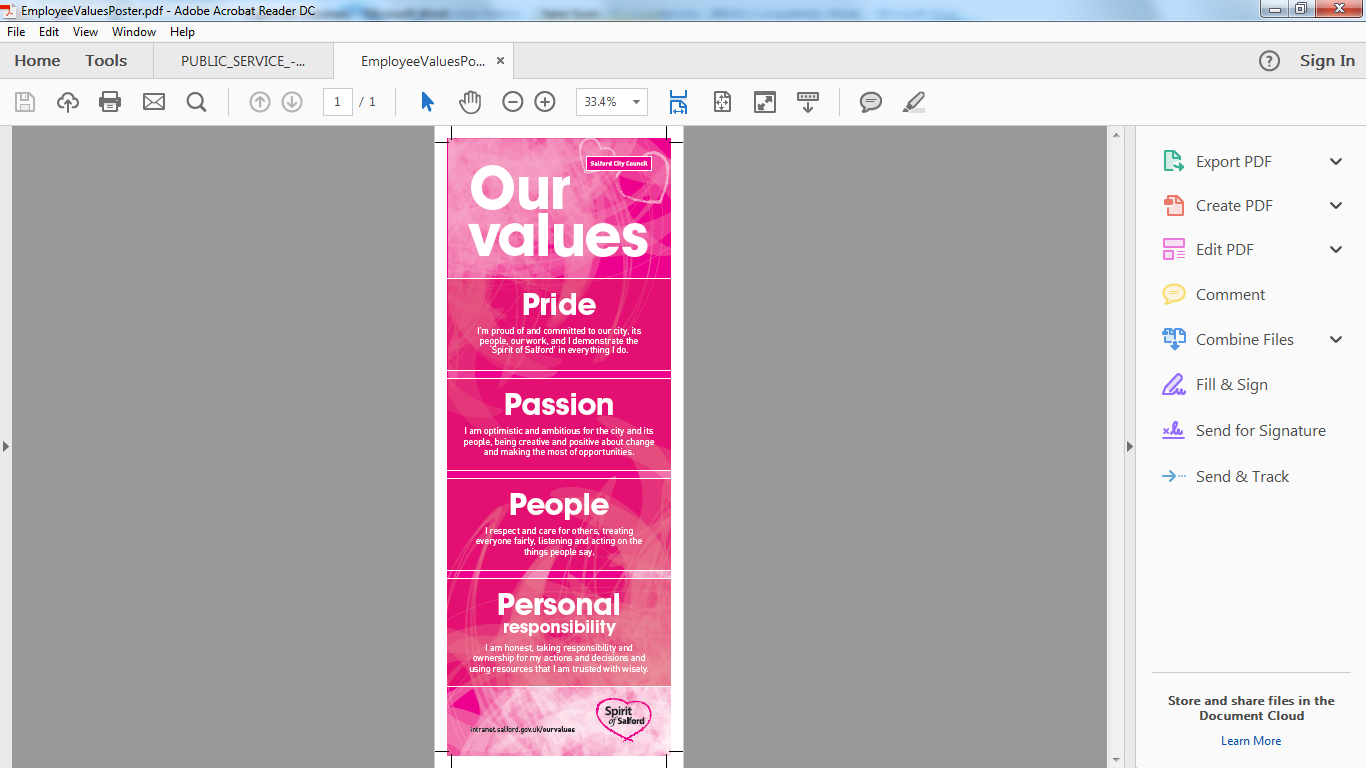 EmployeeValuesPoster.pdf - Adobe Acrobat Reader DC
File Edit View Window Help
Home Tools PUBLIC_SERVICE_-... EmployeeValuesPo... × ? Sign In
1 / 1 33.4%
Salford City Council
Our
values
Pride
I'm proud of and committed to our city, its
people, our work, and I demonstrate the
'Spirit of Salford' in everything I do.
Passion
I am optimistic and ambitious for the city and its
people, being creative and positive about change
and making the most of opportunities.
People
I respect and care for others, treating
everyone fairly, listening and acting on the
things people say.
Personal
responsibility
I am honest, taking responsibility and
ownership for my actions and decisions and
using resources that I am trusted with wisely.
intranet.salford.gov.uk/ourvalues
Spirit
of Salford
Export PDF
Create PDF
Edit PDF
Comment
Combine Files
Fill & Sign
Send for Signature
Send & Track
Store and share files in the
Document Cloud
Learn More